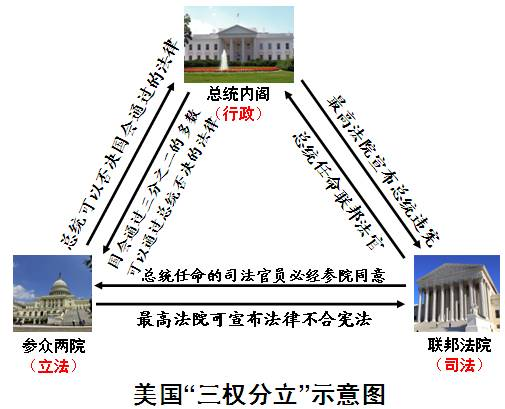 总统内阁
（行政）
总统可以否决国会通过的法律
国会通过三分之二的多数
可以通过总统否决的法律
最高法院宣布总统违宪
总统任命联邦法官
总统任命的司法官员必经参院同意
最高法院可宣布法律不合宪法
参众两院
（立法）
联邦法院
（司法）
美国“三权分立”示意图